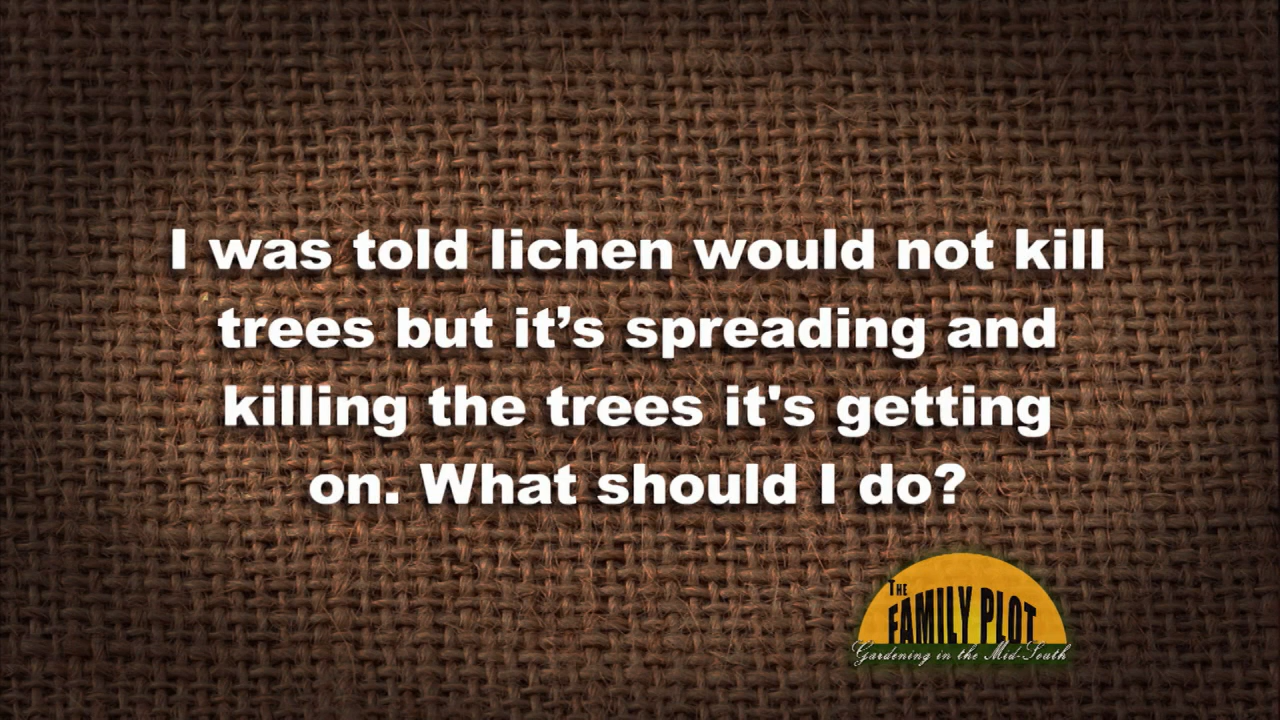 I was told lichen would not kill
trees but it’s spreading and
killing the trees it's getting
on. What should I do?
THE
FAMILY PLOT
Gardening in the Mid-South